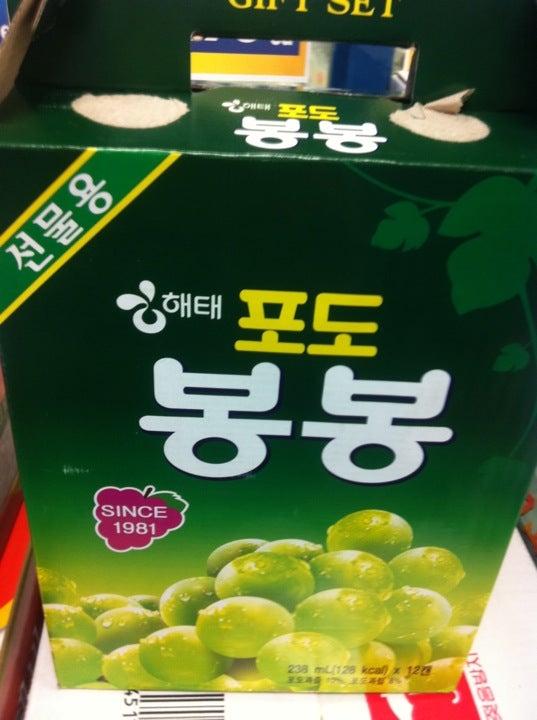 GIFT SET
해태 포도
봉봉
선물용
해태 포도
봉봉
SINCE
1981
238 mL(128 kcal) x 12캔